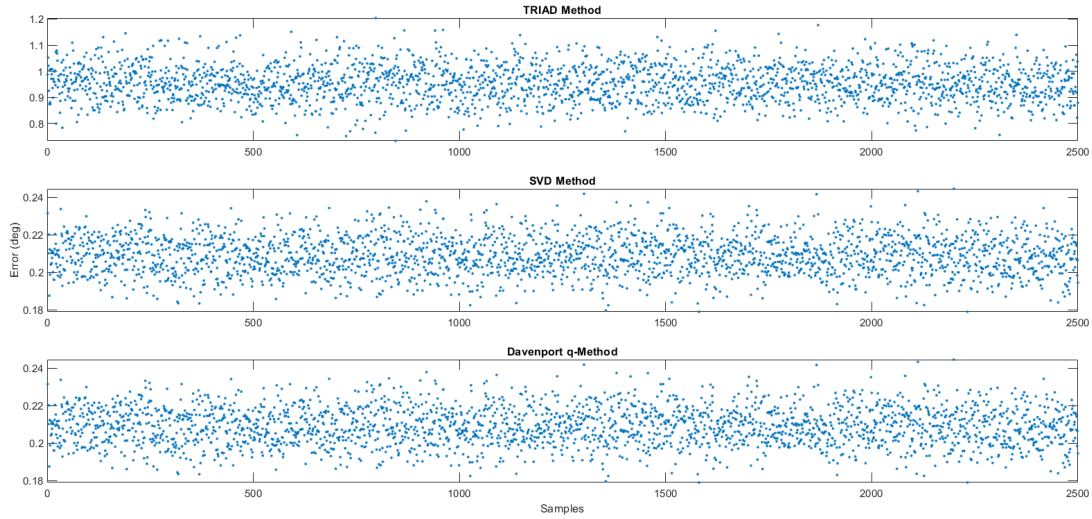 TRIAD Method
1.2
1.1
1
0.9
0.8
0 500 1000 1500 2000 2500
SVD Method
0.24
0.22
0.2
0.18
Error (deg)
0 500 1000 1500 2000 2500
Davenport q-Method
0.24
0.22
0.2
0.18
0 500 1000 1500 2000 2500
Samples